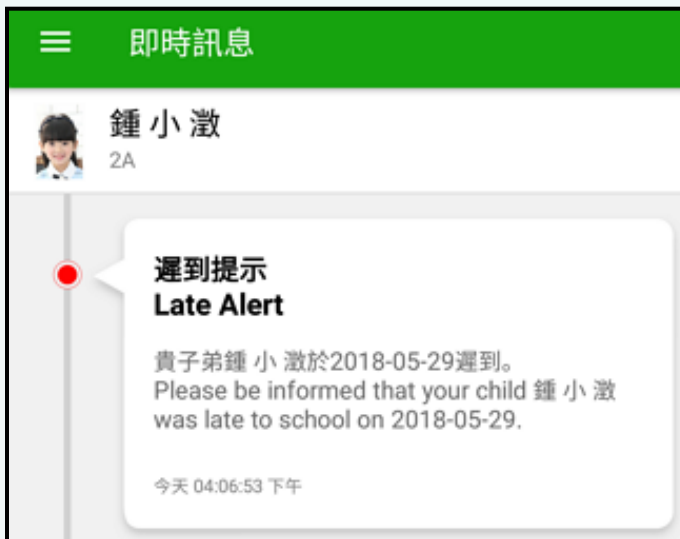 即時訊息
鍾 小 澂
2A
遲到提示
Late Alert
貴子弟鍾 小 澂於2018-05-29遲到。
Please be informed that your child 鍾 小 澂
was late to school on 2018-05-29.
今天 04:06:53 下午